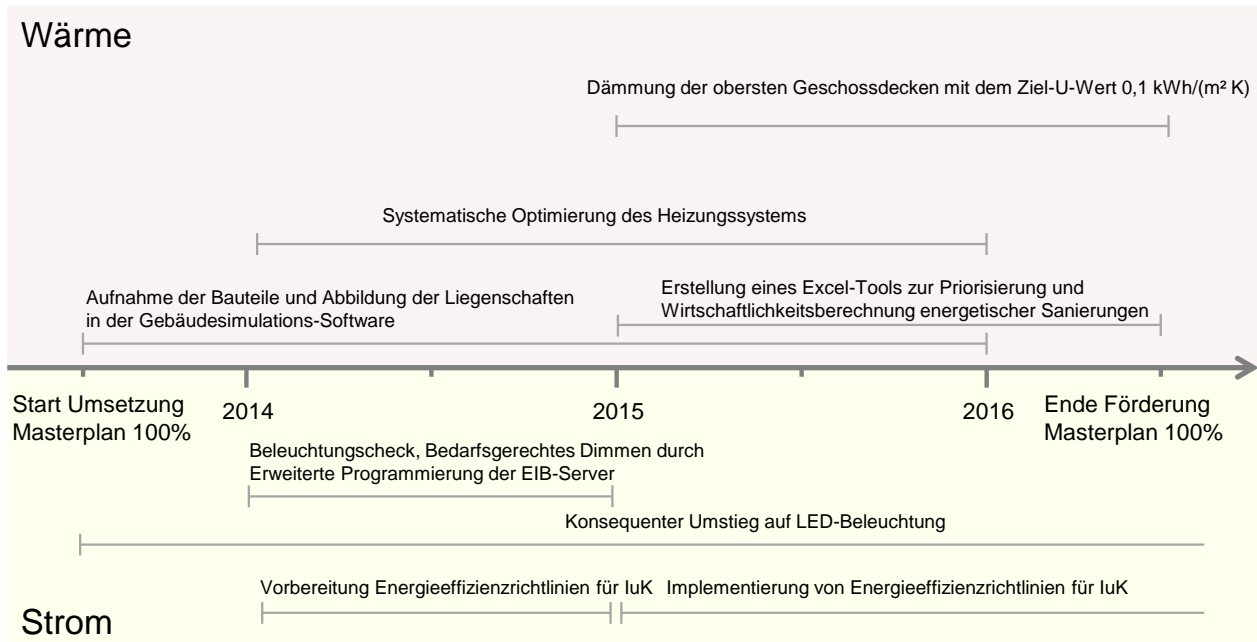 Wärme
Dämmung der obersten Geschossdecken mit dem Ziel-U-Wert 0,1 kWh/(m² K)
Systematische Optimierung des Heizungssystems
Aufnahme der Bauteile und Abbildung der Liegenschaften
in der Gebäudesimulations-Software
Erstellung eines Excel-Tools zur Priorisierung und
Wirtschaftlichkeitsberechnung energetischer Sanierungen
Start Umsetzung
Masterplan 100%
2014
2015
2016
Ende Förderung
Masterplan 100%
Beleuchtungscheck, Bedarfsgerechtes Dimmen durch
Erweiterte Programmierung der EIB-Server
Konsequenter Umstieg auf LED-Beleuchtung
Vorbereitung Energieeffizienzrichtlinien für IuK
Implementierung von Energieeffizienzrichtlinien für IuK
Strom